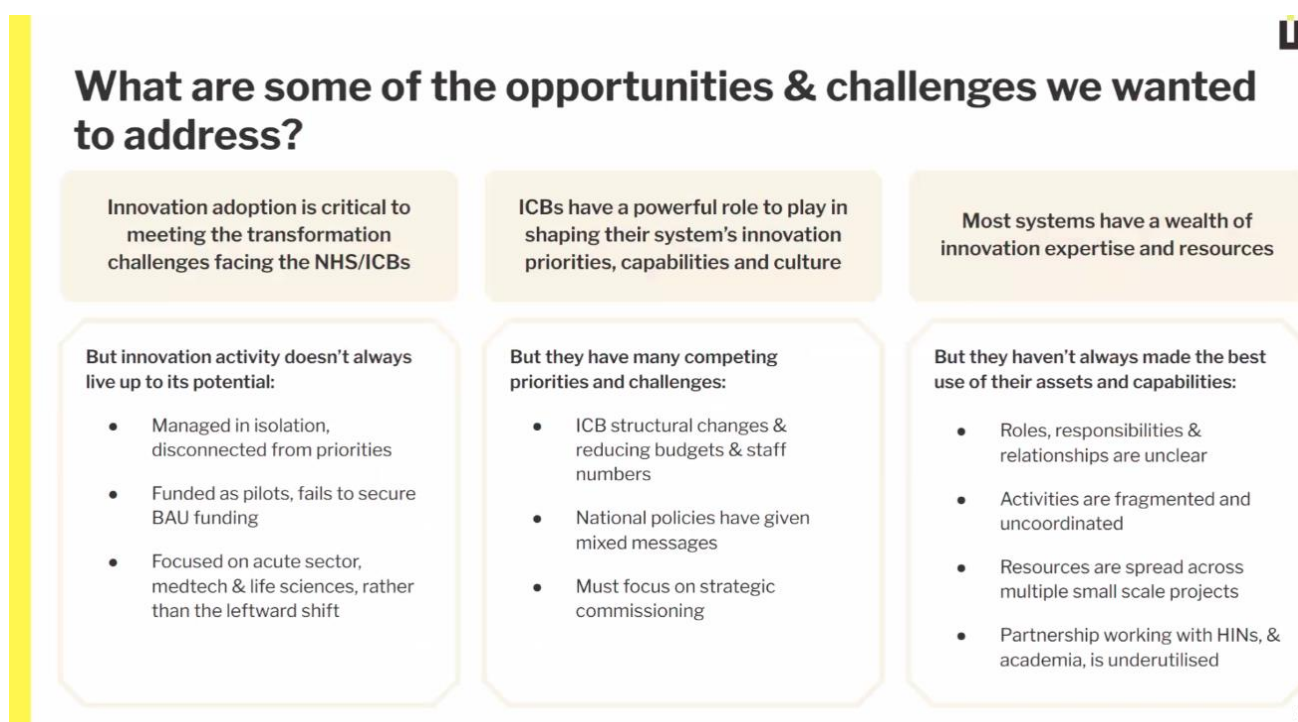 What are some of the opportunities & challenges we wanted
to address?
Innovation adoption is critical to
meeting the transformation
challenges facing the NHS/ICBs
But innovation activity doesn't always
live up to its potential:
● Managed in isolation,
disconnected from priorities
● Funded as pilots, fails to secure
BAU funding
● Focused on acute sector,
medtech & life sciences, rather
than the leftward shift
ICBs have a powerful role to play in
shaping their system's innovation
priorities, capabilities and culture
But they have many competing
priorities and challenges:
● ICB structural changes &
reducing budgets & staff
numbers
● National policies have given
mixed messages
● Must focus on strategic
commissioning
Most systems have a wealth of
innovation expertise and resources
But they haven't always made the best
use of their assets and capabilities:
● Roles, responsibilities &
relationships are unclear
● Activities are fragmented and
uncoordinated
● Resources are spread across
multiple small scale projects
● Partnership working with HINs, &
academia, is underutilised